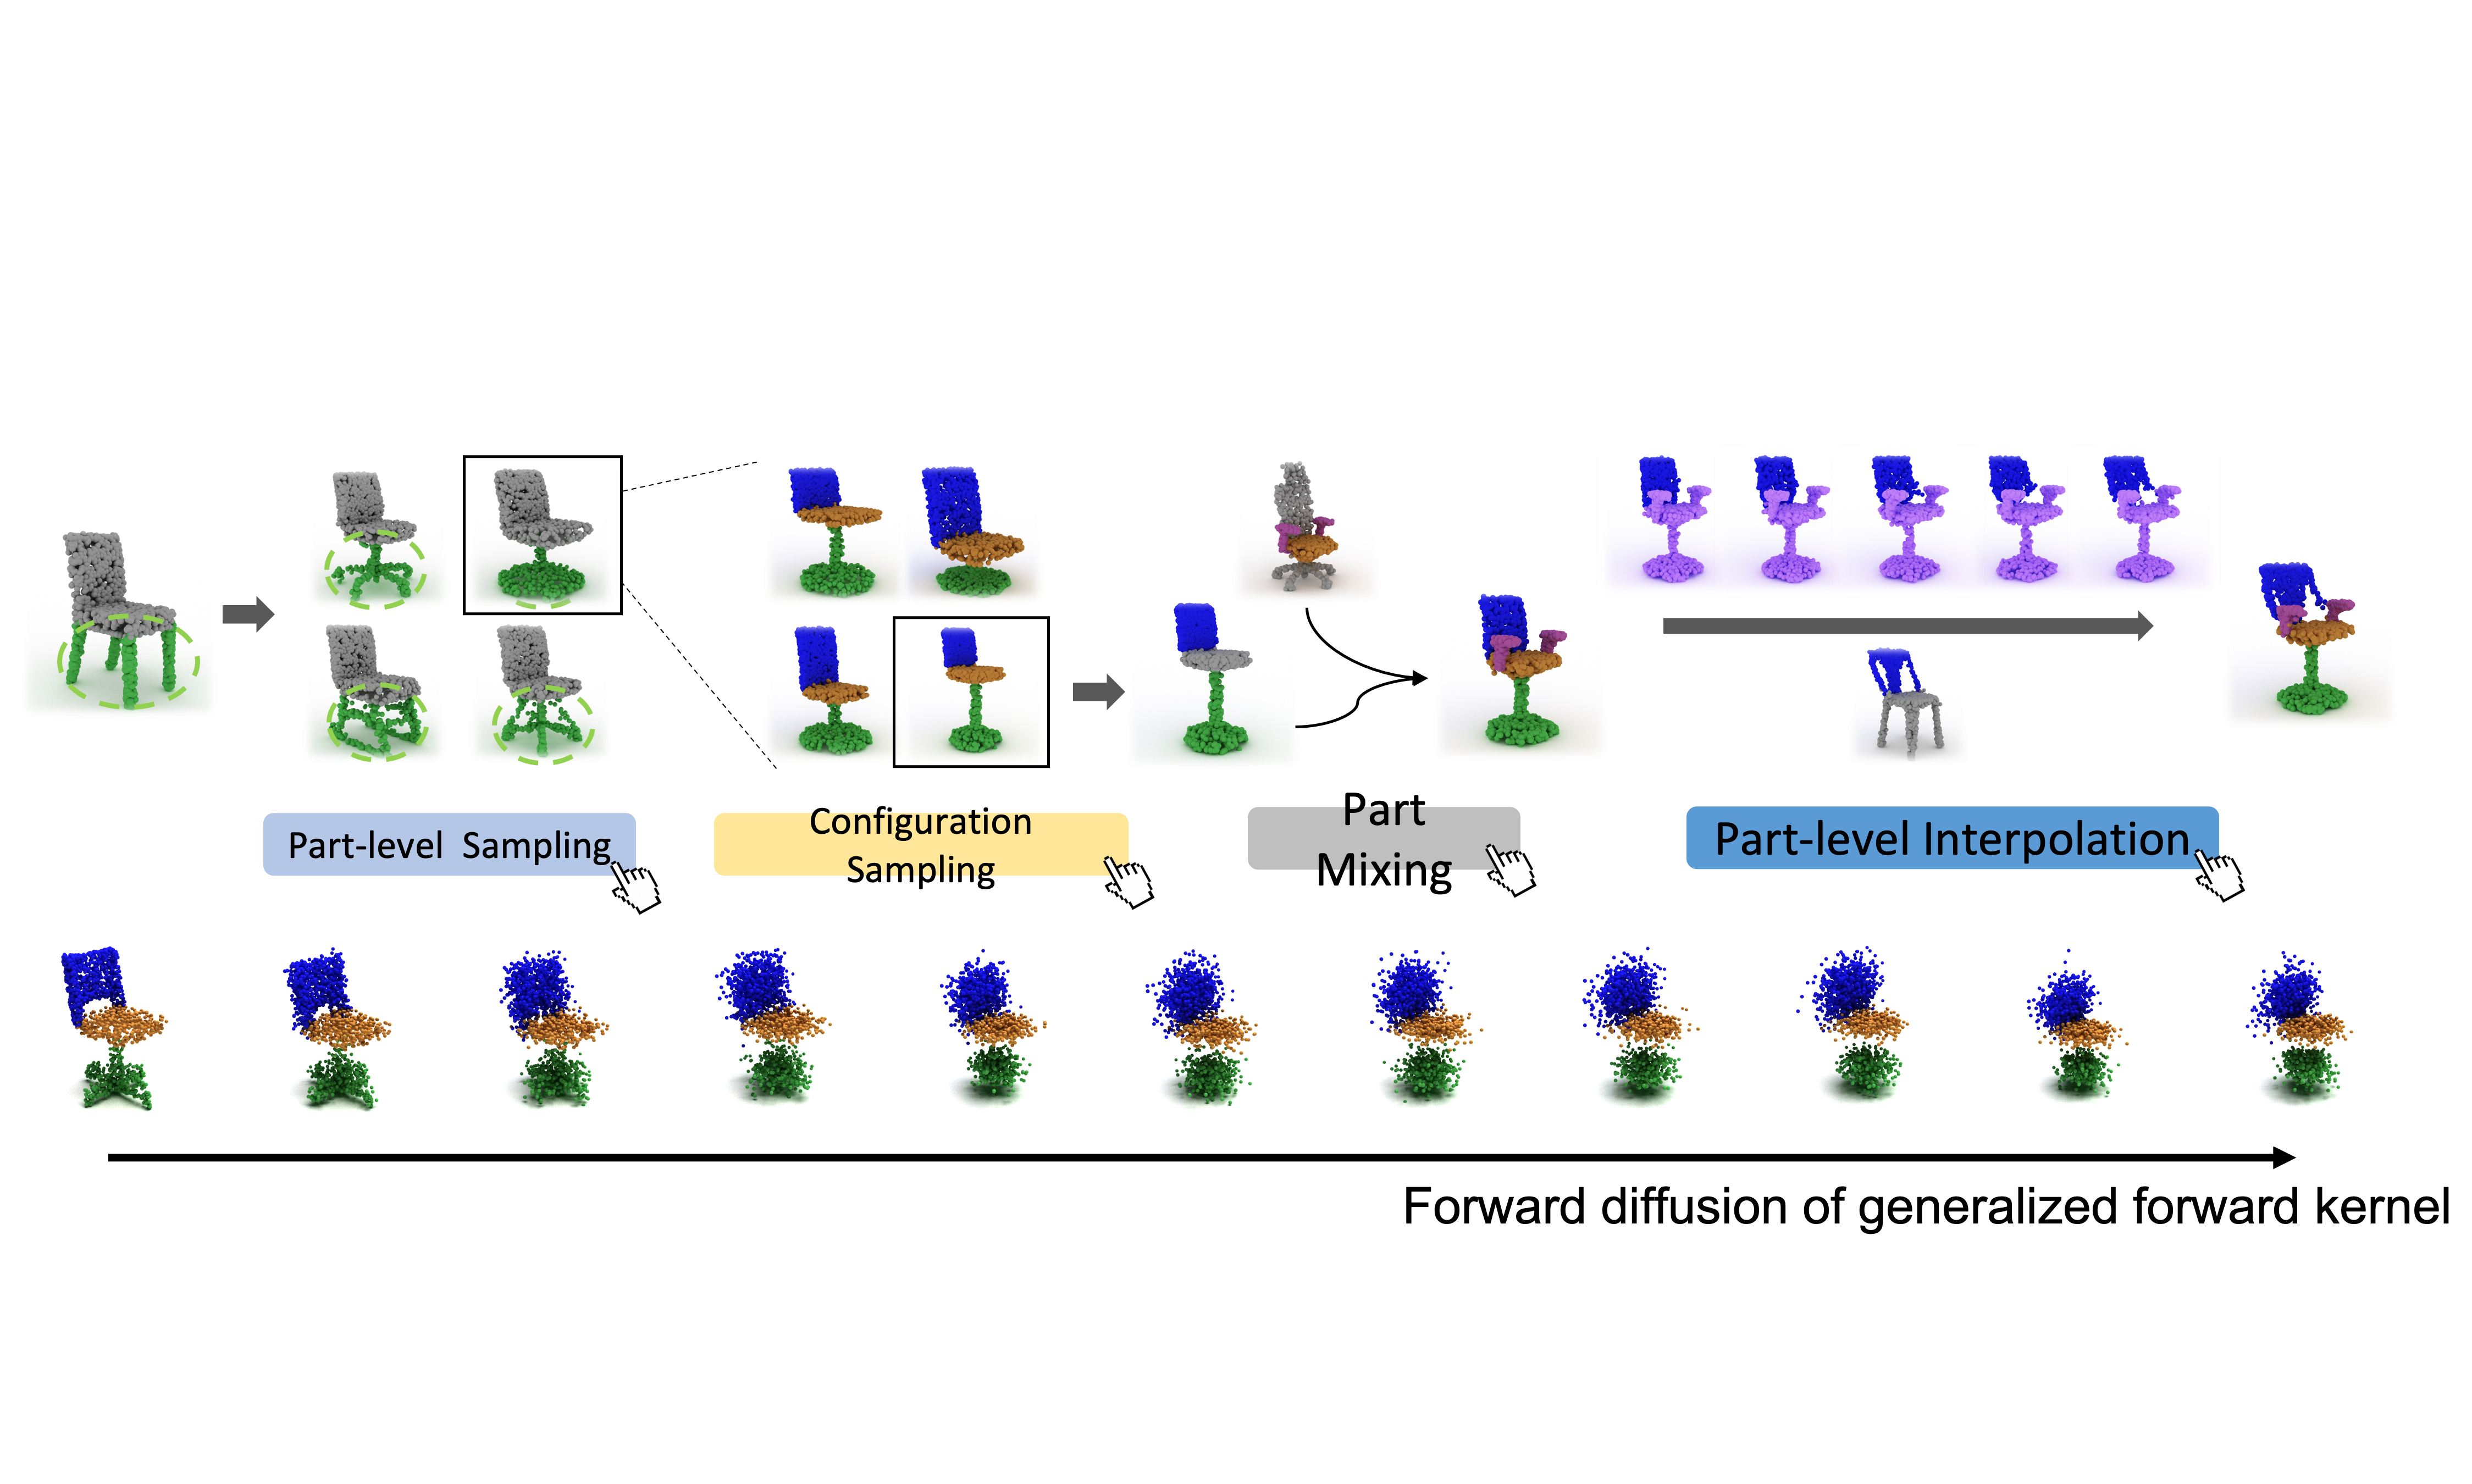 Part-level Sampling
Configuration
Sampling
Part
Mixing
Part-level Interpolation
Forward diffusion of generalized forward kernel